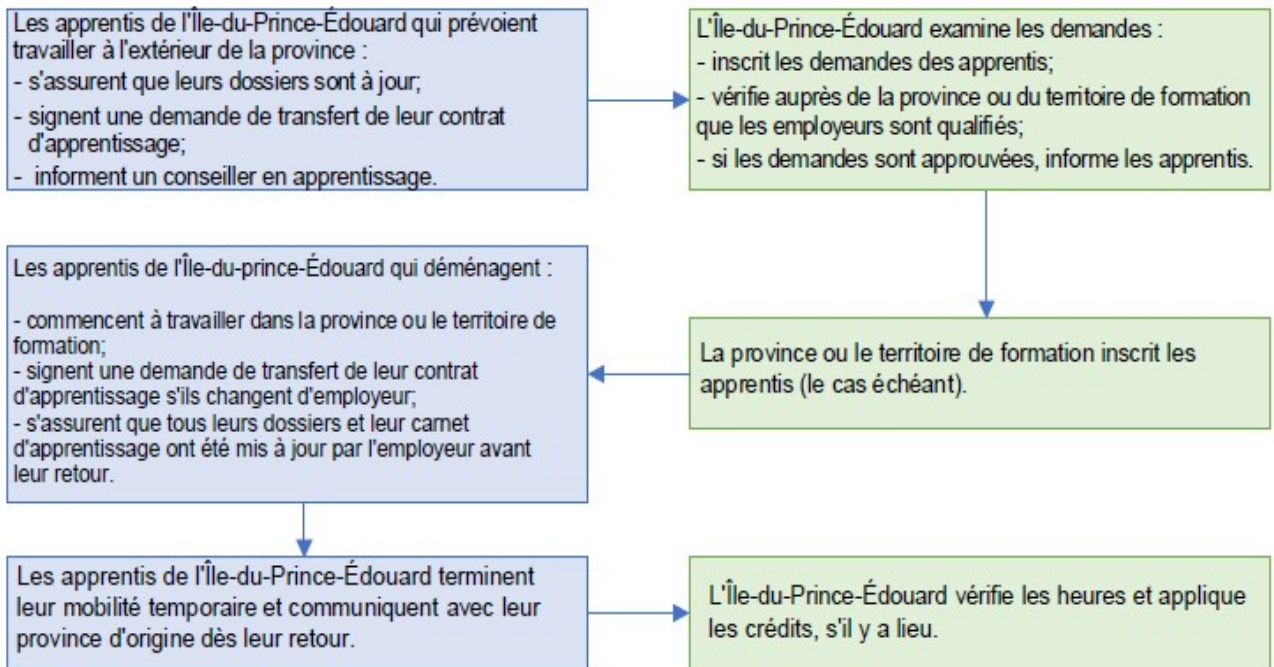 Les apprentis de l'Île-du-Prince-Édouard qui prévoient
travailler à l'extérieur de la province :
- s'assurent que leurs dossiers sont à jour;
- signent une demande de transfert de leur contrat
d'apprentissage;
- informent un conseiller en apprentissage.
L'Île-du-Prince-Édouard examine les demandes :
- inscrit les demandes des apprentis;
- vérifie auprès de la province ou du territoire de formation
que les employeurs sont qualifiés;
- si les demandes sont approuvées, informe les apprentis.
La province ou le territoire de formation inscrit les
apprentis (le cas échéant).
Les apprentis de l'Île-du-prince-Édouard qui déménagent :
- commencent à travailler dans la province ou le territoire de
formation;
- signent une demande de transfert de leur contrat
d'apprentissage s'ils changent d'employeur;
- s'assurent que tous leurs dossiers et leur carnet
d'apprentissage ont été mis à jour par l'employeur avant
leur retour.
Les apprentis de l'Île-du-Prince-Édouard terminent
leur mobilité temporaire et communiquent avec leur
province d'origine dès leur retour.
L'Île-du-Prince-Édouard vérifie les heures et applique
les crédits, s'il y a lieu.